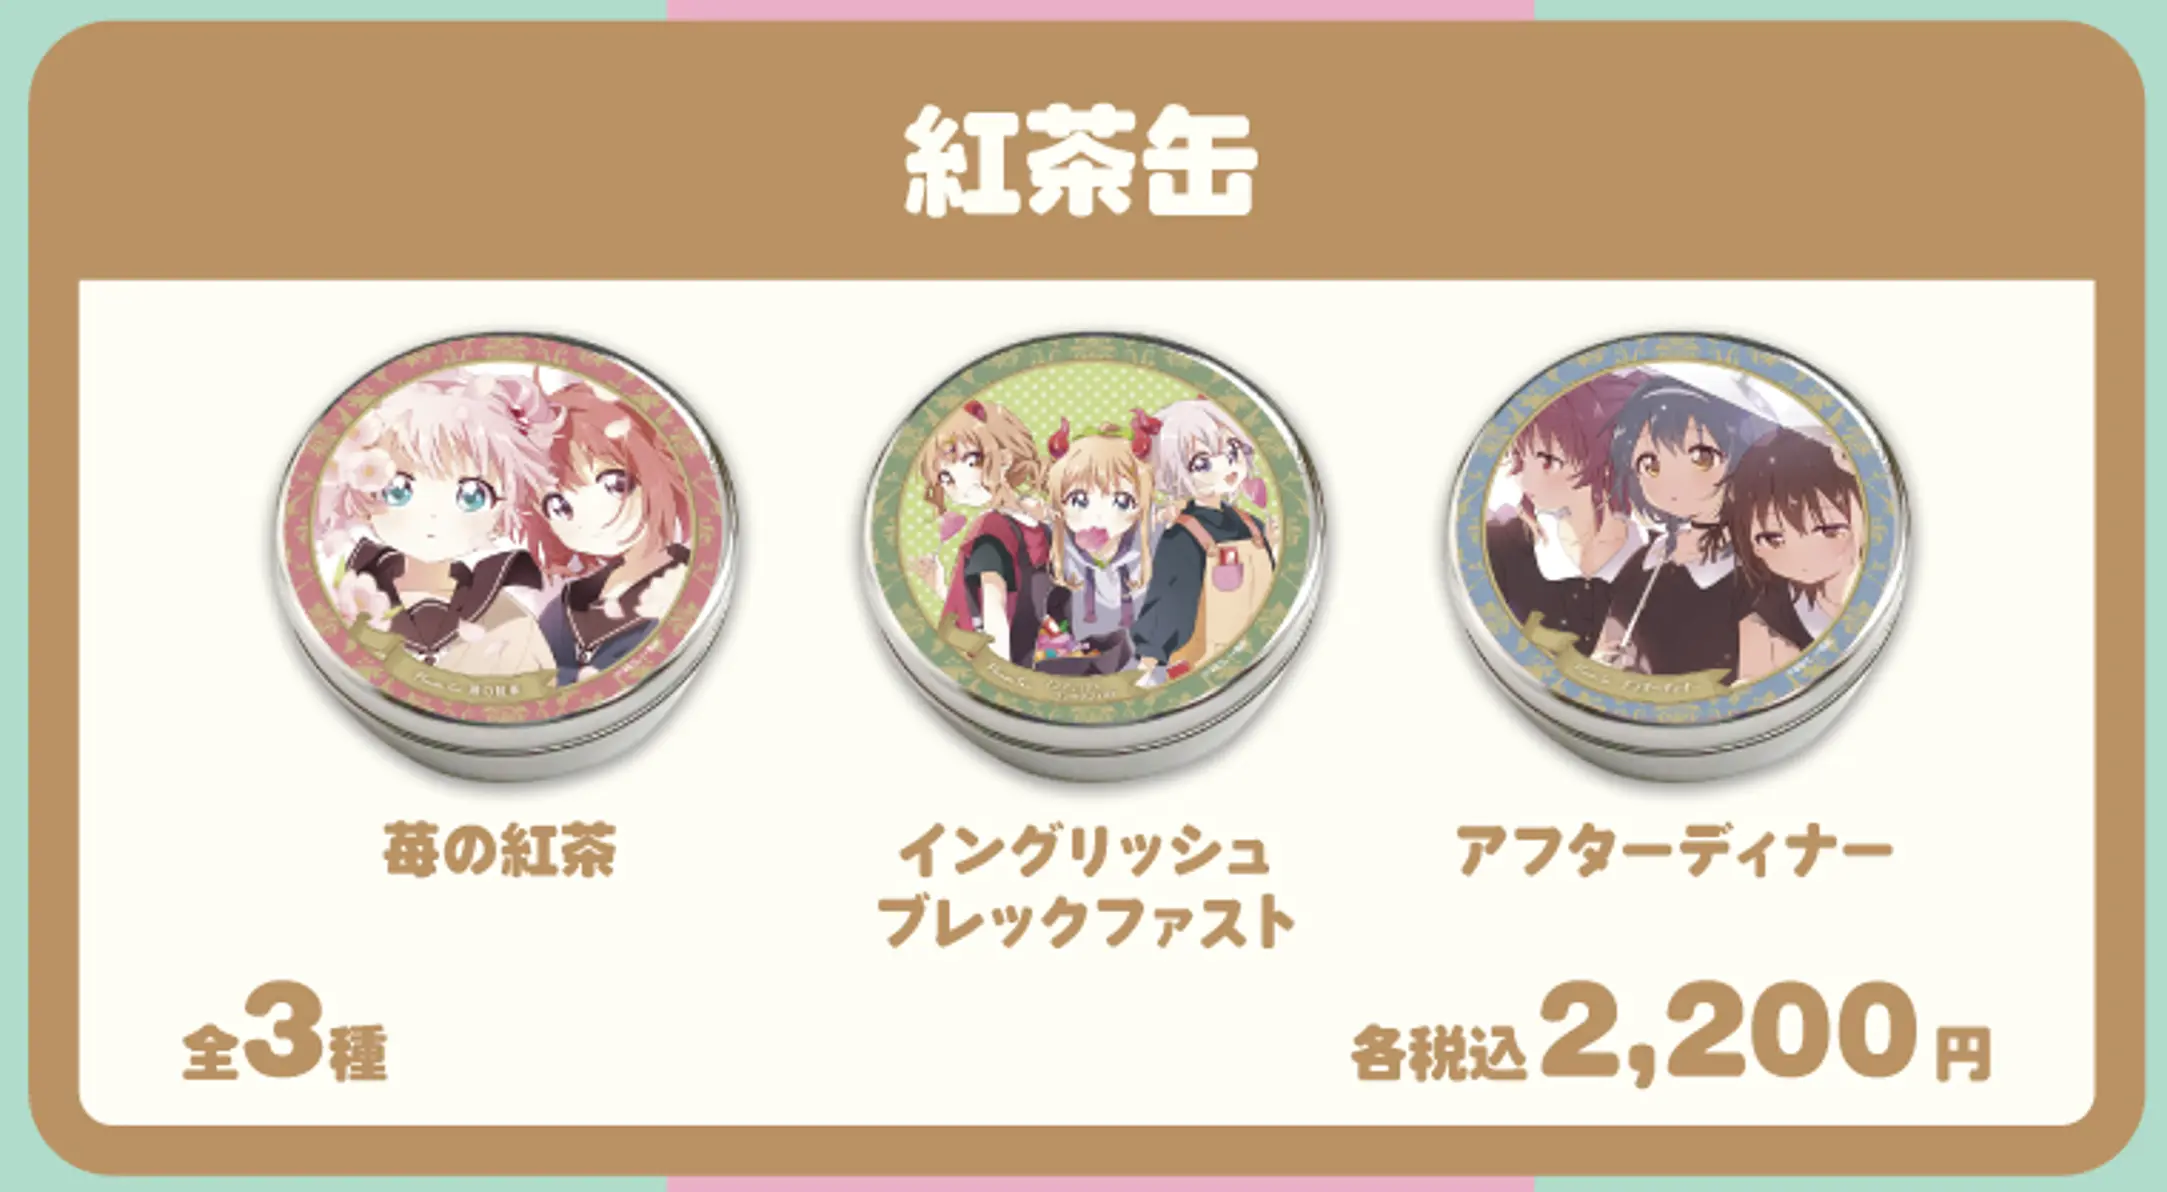 紅茶缶
苺の紅茶
イングリッシュ
ブレックファスト
アフターディナー
全3種
各税込2,200円